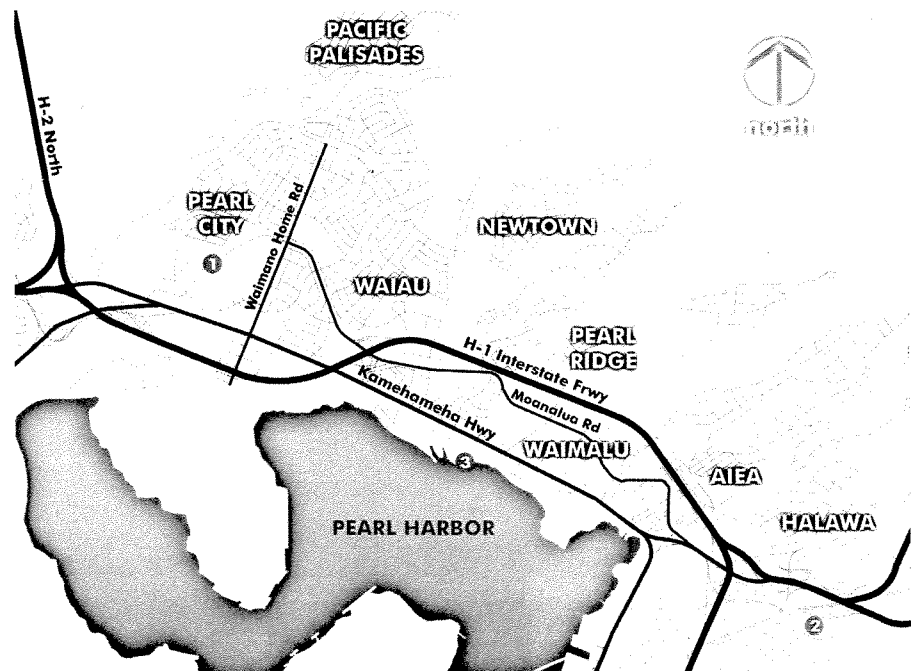 PACIFIC
PALISADES
north
H-2 North
PEARL
CITY
Waimano Home Rd
NEWTOWN
1
WAIAU
PEARL
RIDGE
H-1 Interstate Frwy
Kamehameha Hwy
Moanalua Rd
WAIMALU
3
AIEA
PEARL HARBOR
HALAWA
2